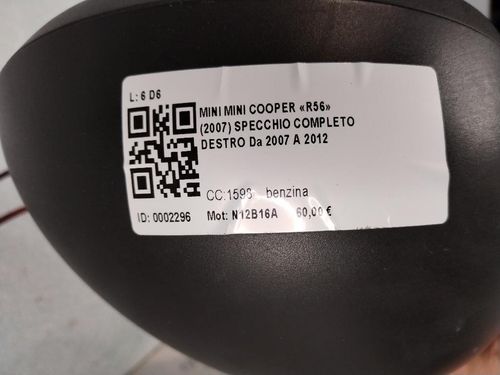 L: 6 D6
MINI MINI COOPER «R56»
(2007) SPECCHIO COMPLETO
DESTRO Da 2007 A 2012
CC:1598 benzina
ID: 0002296 Mot: N12B16A 60,00 €